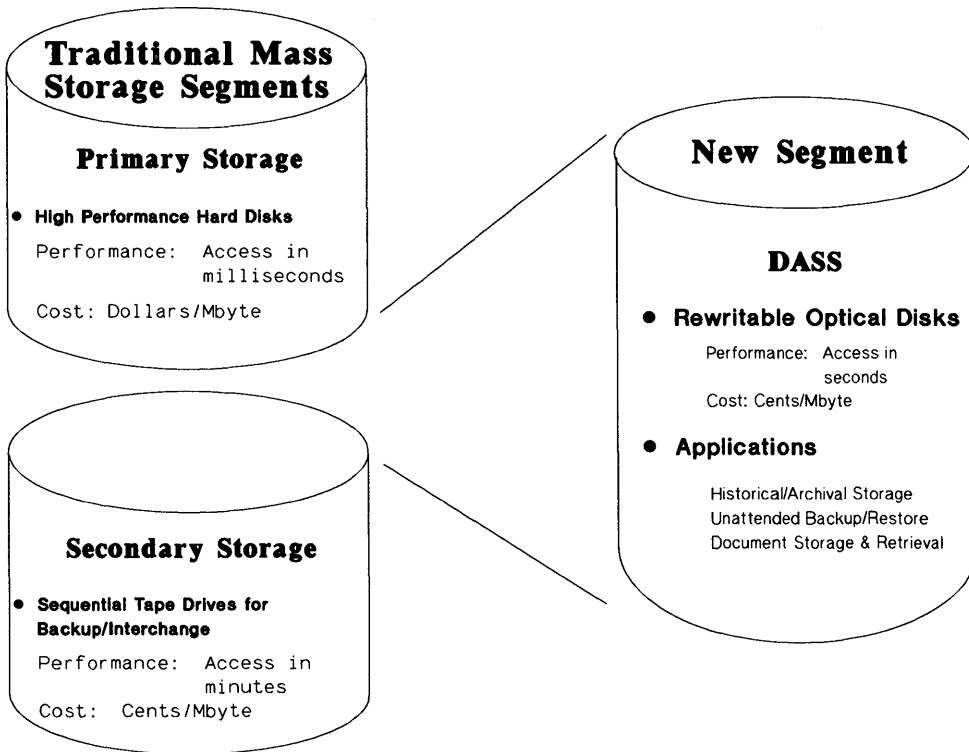 Traditional Mass
Storage Segments
Primary Storage
• High Performance Hard Disks
Performance: Access in
milliseconds
Cost: Dollars/Mbyte
Secondary Storage
• Sequential Tape Drives for
Backup/Interchange
Performance: Access in
minutes
Cost: Cents/Mbyte
New Segment
DASS
• Rewritable Optical Disks
Performance: Access in
seconds
Cost: Cents/Mbyte
• Applications
Historical/Archival Storage
Unattended Backup/Restore
Document Storage & Retrieval